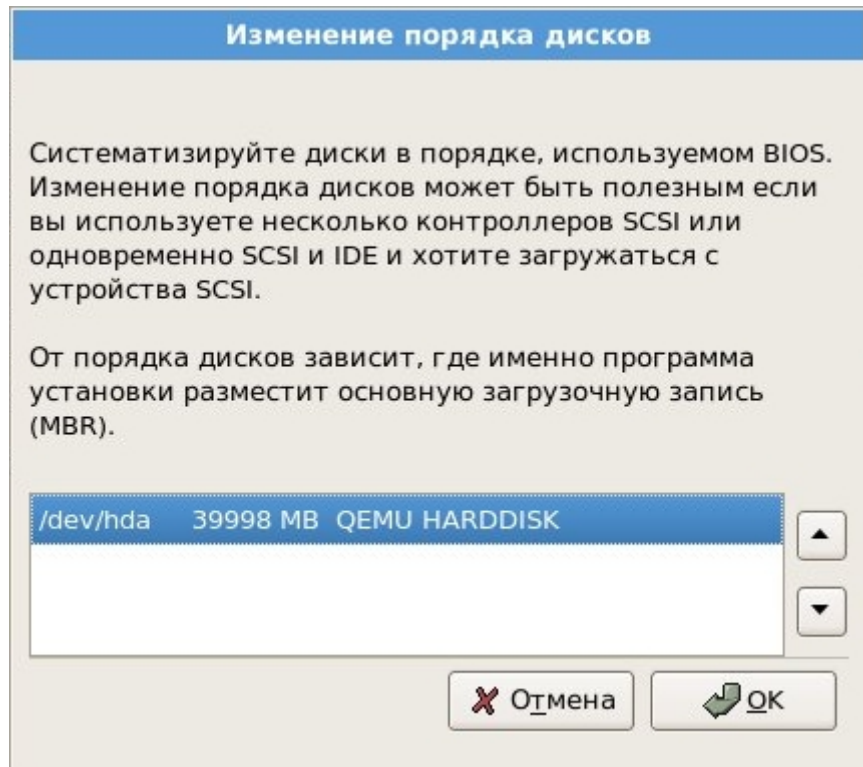 Изменение порядка дисков
Систематизируйте диски в порядке, используемом BIOS.
Изменение порядка дисков может быть полезным если
вы используете несколько контроллеров SCSI или
одновременно SCSI и IDE и хотите загружаться с
устройства SCSI.
От порядка дисков зависит, где именно программа
установки разместит основную загрузочную запись
(MBR).
/dev/hda 39998 MB QEMU HARDDISK
Отмена OK